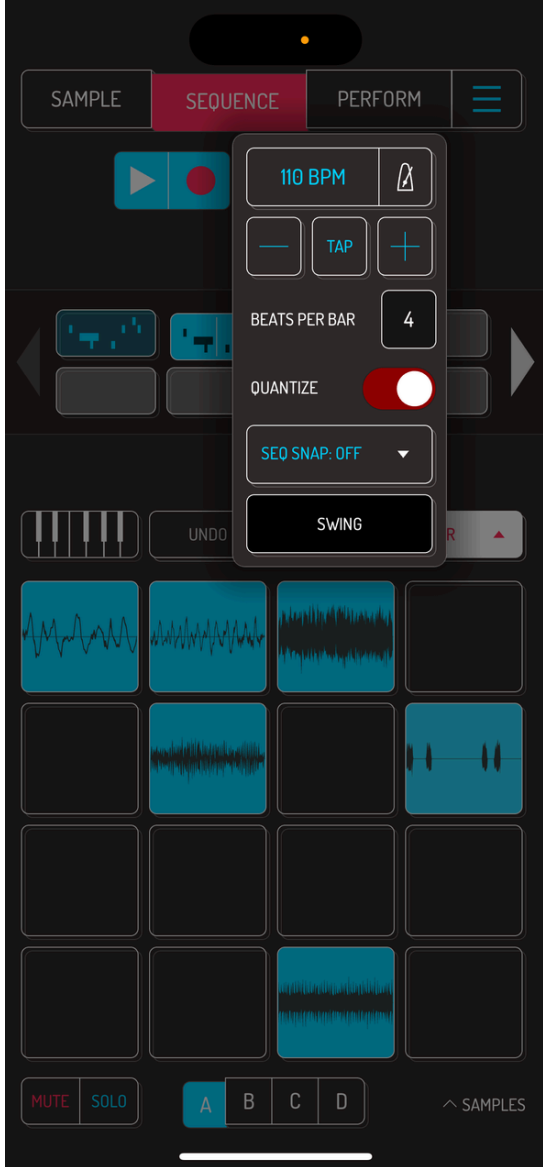 SAMPLE
SEQUENCE
PERFORM
110 BPM
TAP
BEATS PER BAR
4
QUANTIZE
SEQ SNAP: OFF
SWING
UNDO
R
MUTE
SOLO
A
B
C
D
SAMPLES